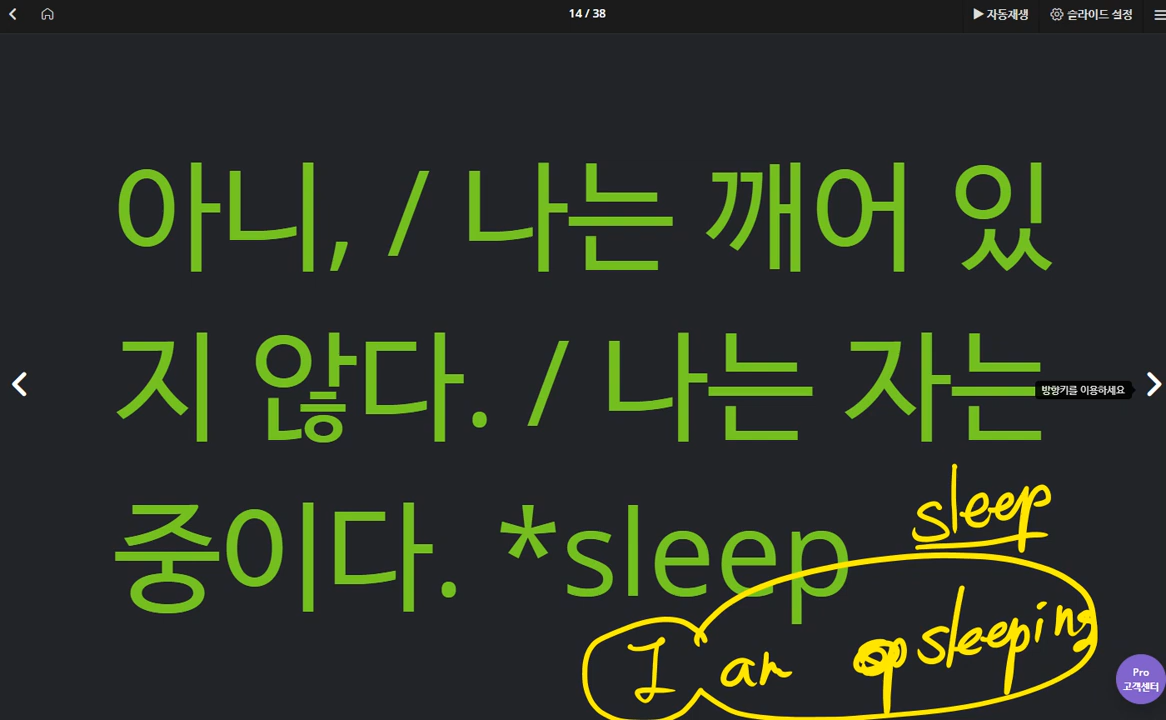 14 / 38
▶ 자동재생
슬라이드 설정
아니, / 나는 깨어 있
지 않다. / 나는 자는
방향키를 이용하세요
중이다. *sleep
sleep
I am sleeping
Pro
고객센터